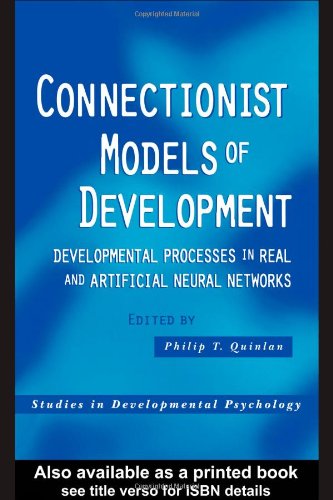 CONNECTIONIST
MODELS OF
DEVELOPMENT
DEVELOPMENTAL PROCESSES IN REAL
AND ARTIFICIAL NEURAL NETWORKS
EDITED BY
Philip T. Quinlan
Studies in Developmental Psychology
Also available as a printed book
see title verso for ISBN details